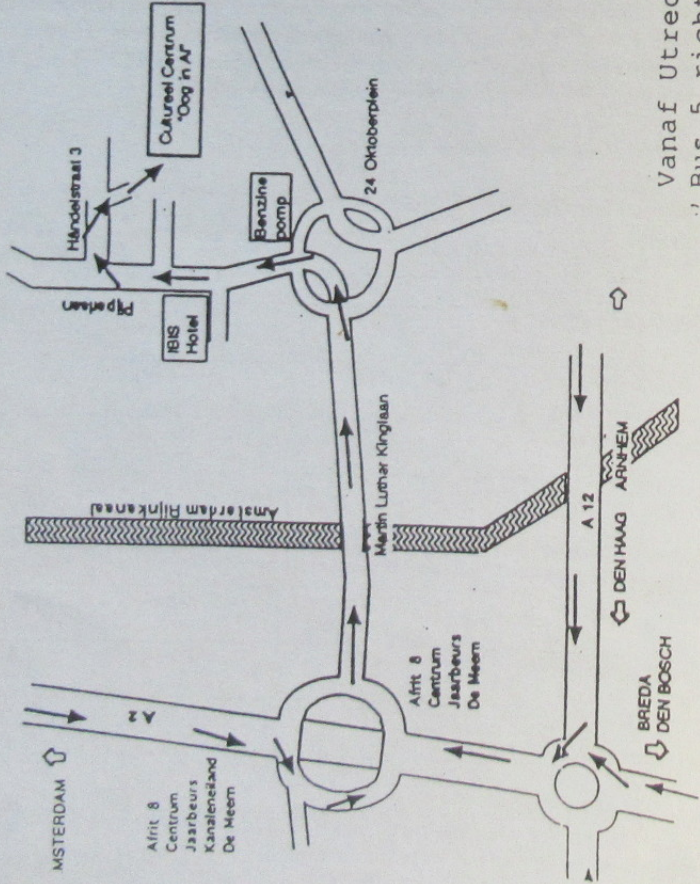 Cultureel Centrum
"Oog in Al"
Händelstraat 3
24 Oktoberplein
Benzine
pomp
Rijnlaan
IBIS
Hotel
Amsterdam Rijnkanaal
Martin Luthar Kinglaan
A 12
DEN HAAG ARNHEM
Afrit 8
Centrum
Jaarbeurs
De Meern
BREDA
DEN BOSCH
A 2
MSTERDAM
Afrit 8
Centrum
Jaarbeurs
Kanaleneiland
De Meern
Vanaf Utrec
, Bus 5 richt